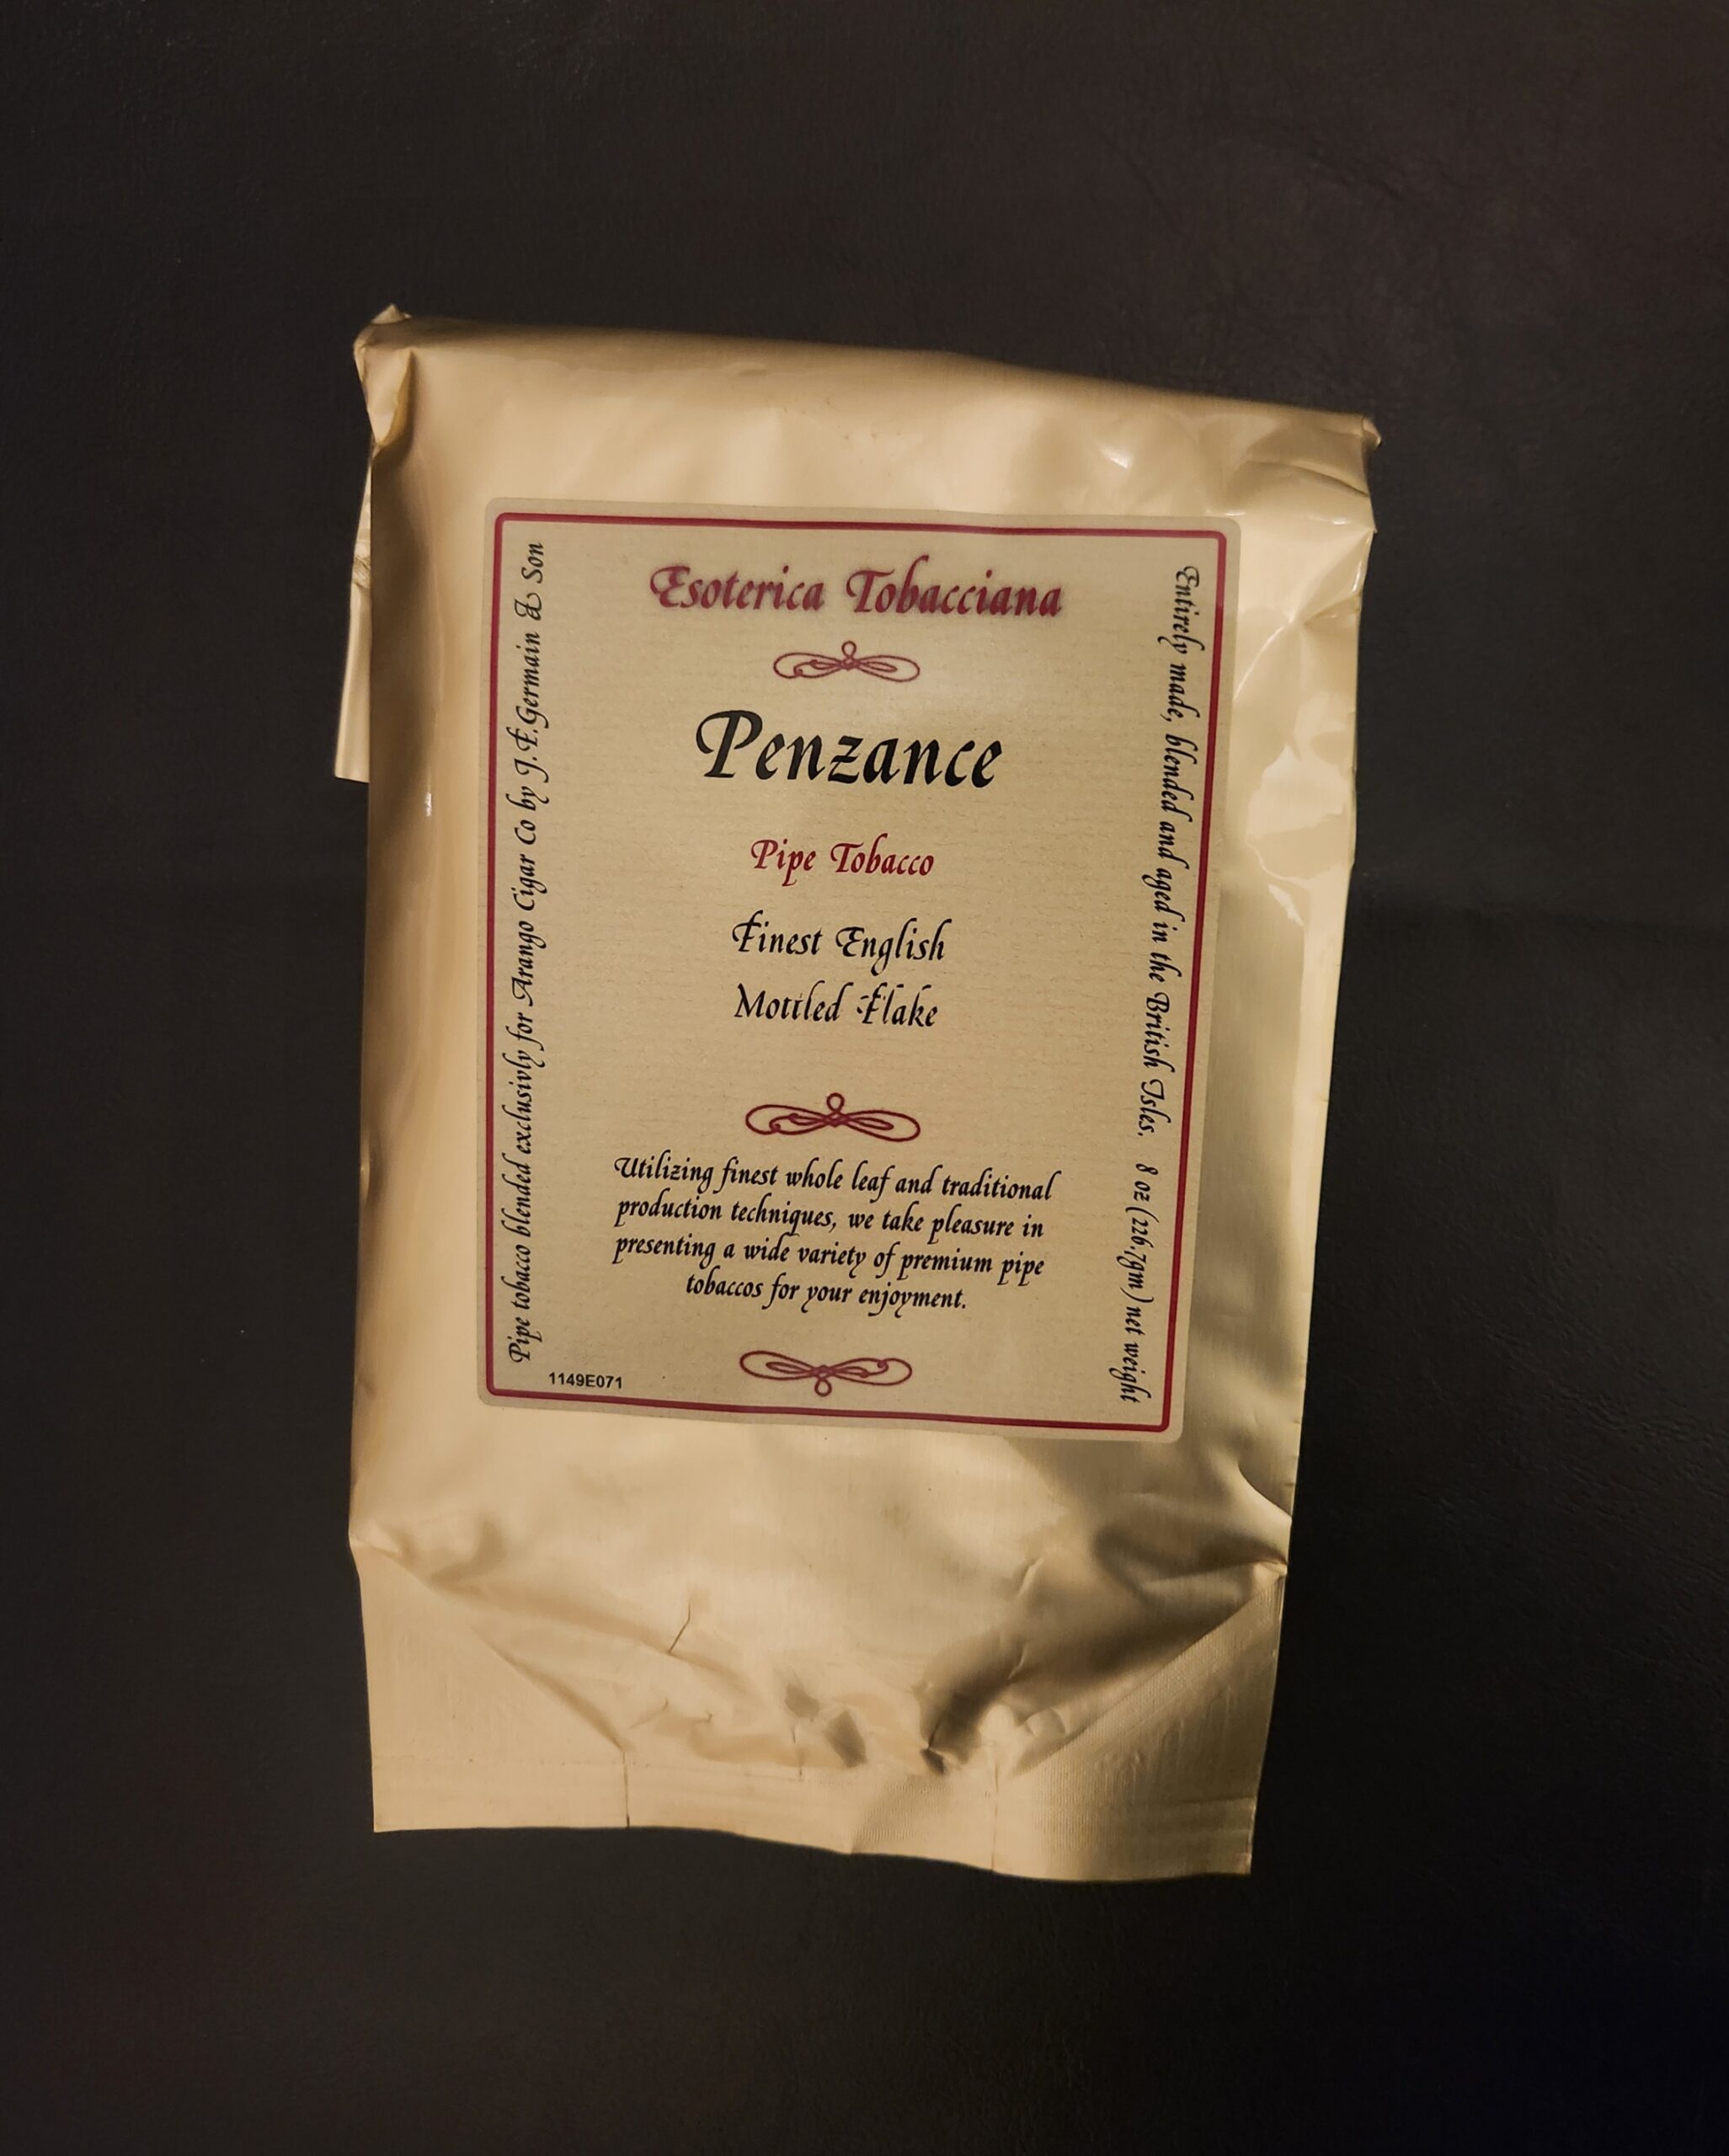 Esoterica Tobacciana
Penzance
Pipe Tobacco
Finest English
Mottled Flake
Utilizing finest whole leaf and traditional
production techniques, we take pleasure in
presenting a wide variety of premium pipe
tobaccos for your enjoyment.
1149E071
Pipe tobacco blended exclusivly for Arango Cigar Co by J.F.Germain & Son
Entirely made, blended and aged in the British Isles. 8 oz (226.7gm) net weight